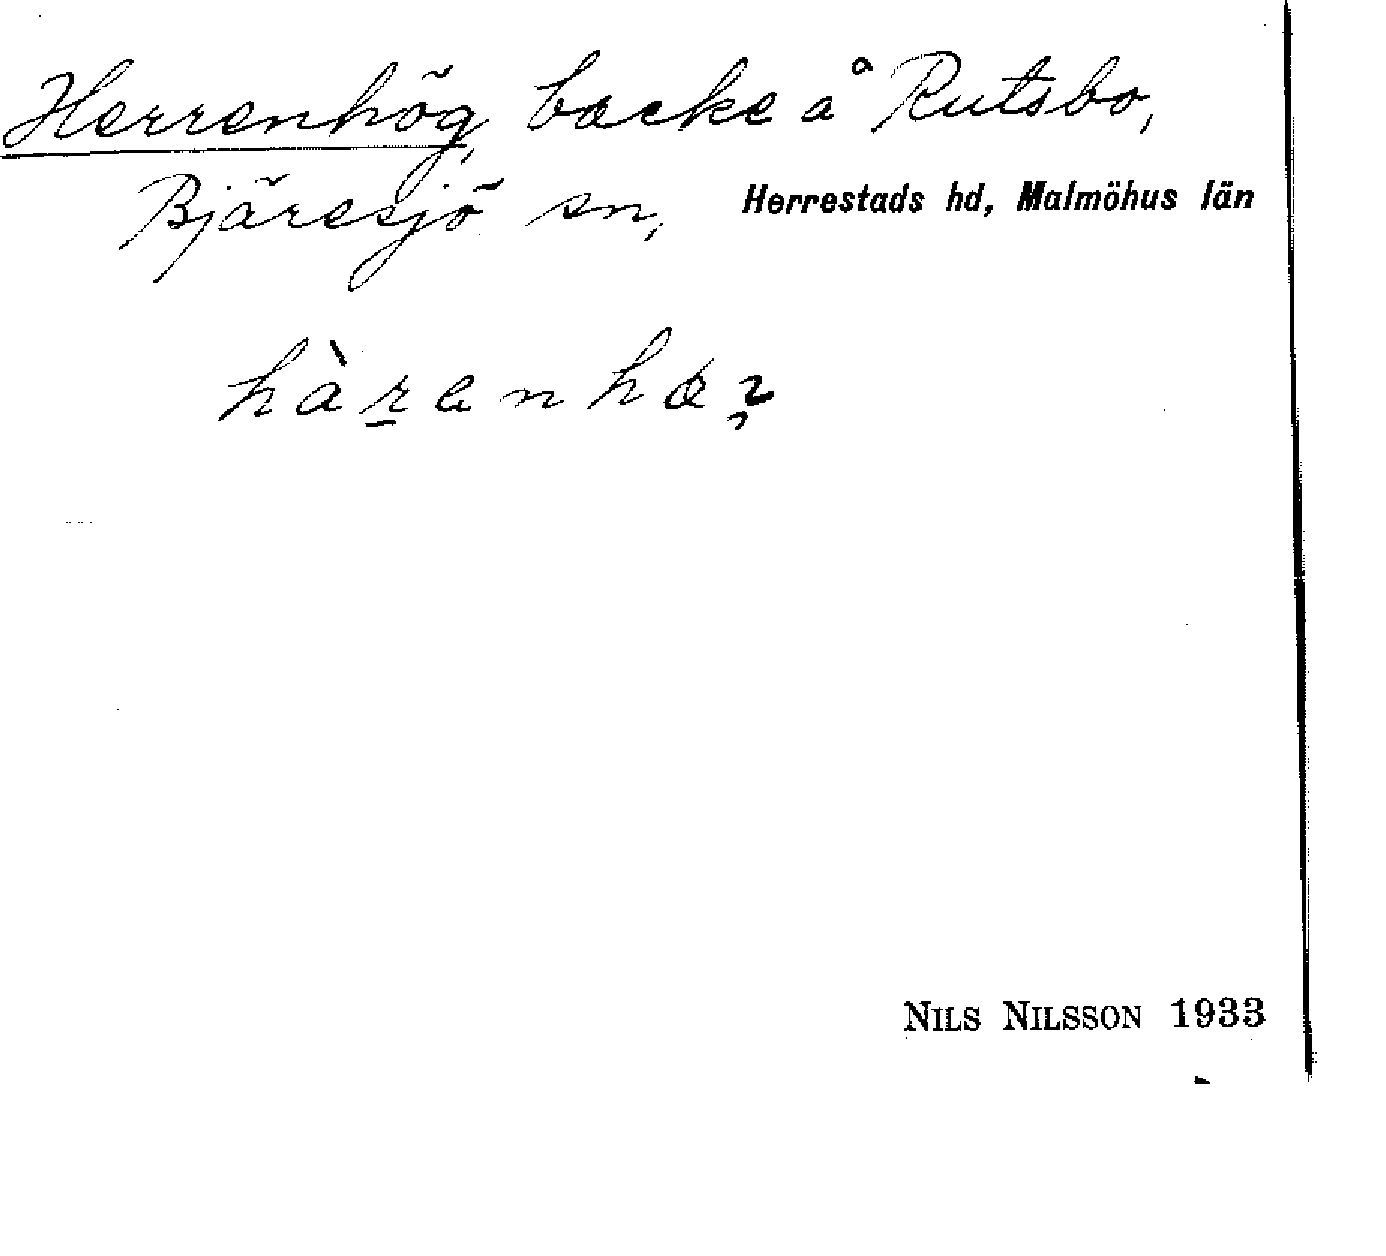 Herrenhög, backe å Rutsbo,
Bjäresjö sn, Herrestads hd, Malmöhus län
NILS NILSSON 1933